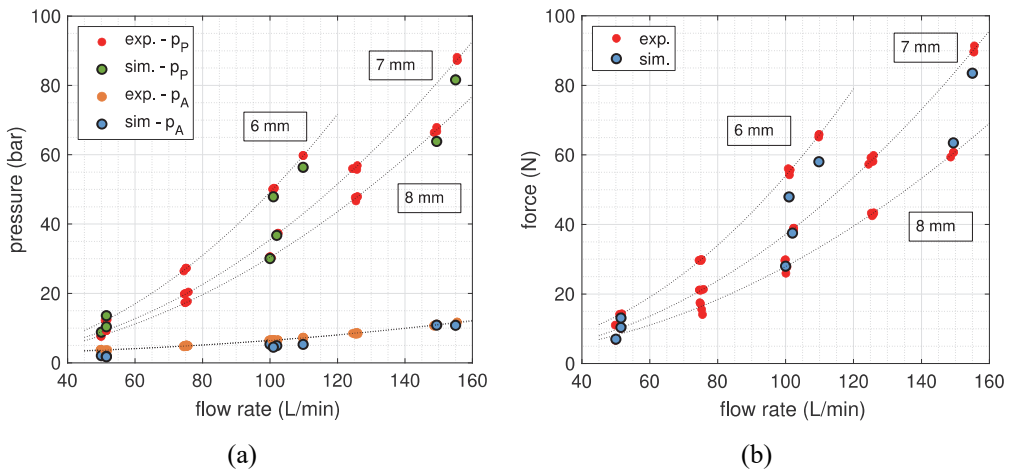 100
80
60
40
20
0
pressure (bar)
exp. - pP
sim. - pP
exp. - pA
sim - pA
7 mm
6 mm
8 mm
40 60 80 100 120 140 160
flow rate (L/min)
(a)
100
80
60
40
20
0
force (N)
exp.
sim.
7 mm
6 mm
8 mm
40 60 80 100 120 140 160
flow rate (L/min)
(b)